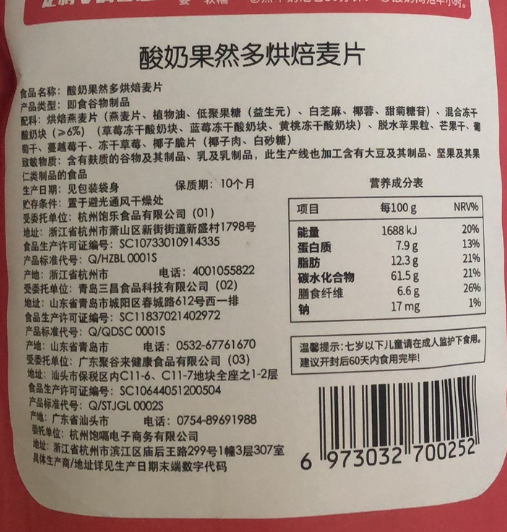 酸奶果然多烘焙麦片
食品名称：酸奶果然多烘焙麦片
产品类型：即食谷物制品
配料：烘焙燕麦片（燕麦片、植物油、低聚果糖（益生元）、白芝麻、椰蓉、甜菊糖苷）、混合冻干
酸奶块（≥6%）（草莓冻干酸奶块、蓝莓冻干酸奶块、黄桃冻干酸奶块）、脱水苹果粒、芒果干、葡
萄干、蔓越莓干、冻干草莓、椰子脆片（椰子肉、白砂糖）
致敏物质：含有麸质的谷物及其制品、乳及乳制品，此生产线也加工含有大豆及其制品、坚果及其果
仁类制品的食品
生产日期：见包装袋身 保质期：10个月
贮存条件：置于避光通风干燥处
受委托单位：杭州饱乐食品有限公司（01）
地址：浙江省杭州市萧山区新街街道新盛村1798号
食品生产许可证编号：SC10733010914335
产品标准代号：Q/HZBL 0001S
产地：浙江省杭州市 电话：4001055822
受委托单位：青岛三昌食品科技有限公司（02）
地址：山东省青岛市城阳区春城路612号西一排
食品生产许可证编号：SC11837021402972
产品标准代号：Q/QDSC 0001S
产地：山东省青岛市 电话：0532-67761670
受委托单位：广东聚谷来健康食品有限公司（03）
地址：汕头市保税区内C11-6、C11-7地块全座之1-2层
食品生产许可证编号：SC10644051200504
产品标准代号：Q/STJGL 0002S
产地：广东省汕头市 电话：0754-89691988
委托单位：杭州饱嗝电子商务有限公司
地址：浙江省杭州市滨江区庙后王路299号1幢3层307室
具体生产商/地址详见生产日期末端数字代码
营养成分表
项目 每100 g NRV%
能量 1688 kJ 20%
蛋白质 7.9 g 13%
脂肪 12.3 g 21%
碳水化合物 61.5 g 21%
膳食纤维 6.6 g 26%
钠 17 mg 1%
温馨提示：七岁以下儿童请在成人监护下食用。
建议开封后60天内食用完毕！
6 973032 700252